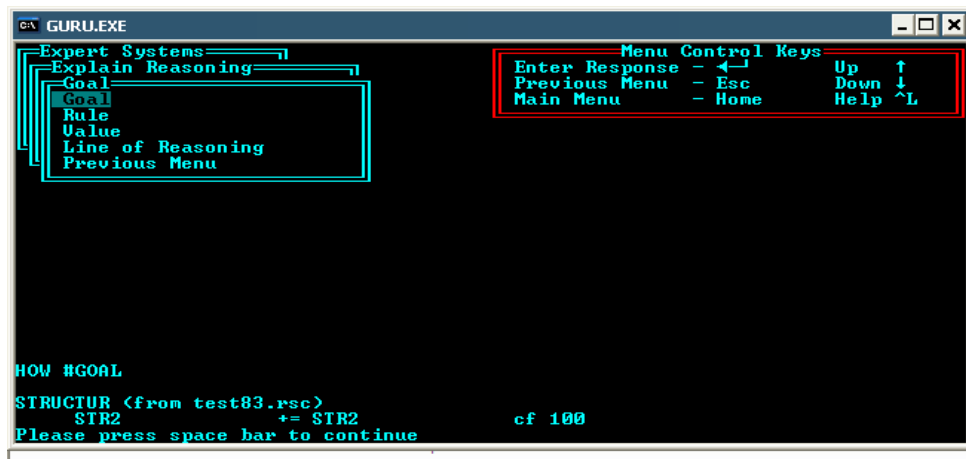 GURU.EXE
Expert Systems
Explain Reasoning
Goal
Goal
Rule
Value
Line of Reasoning
Previous Menu
Menu Control Keys
Enter Response - ◄─┘ Up ↑
Previous Menu - Esc Down ↓
Main Menu - Home Help ^L
HOW #GOAL
STRUCTUR (from test83.rsc)
STR2 += STR2 cf 100
Please press space bar to continue